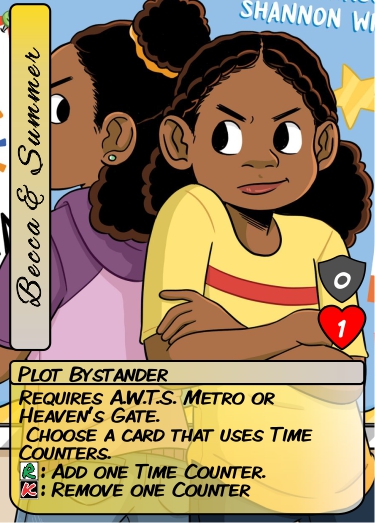 SHANNON W
Becca & Summer
0
1
PLOT BYSTANDER
REQUIRES A.W.T.S. METRO OR
HEAVEN'S GATE.
CHOOSE A CARD THAT USES TIME
COUNTERS.
R: ADD ONE TIME COUNTER.
K: REMOVE ONE COUNTER